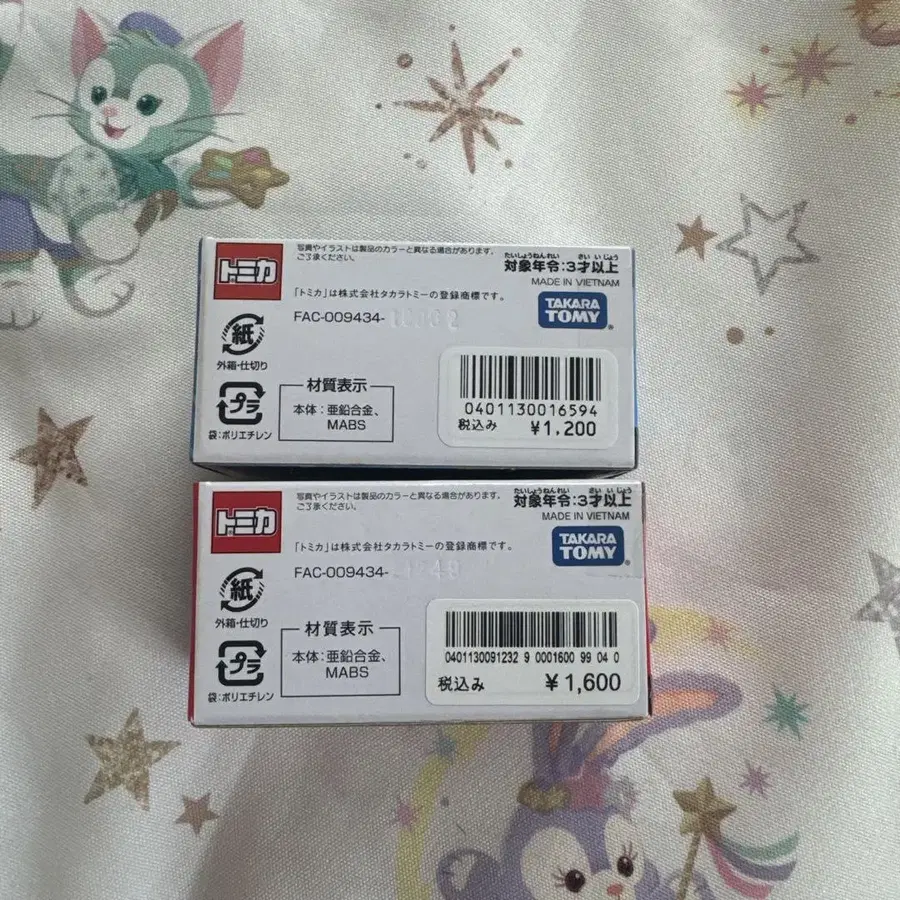 トミカ
写真やイラストは製品のカラーと異なる場合があります。
ご了承ください。
たいしょうねんれい さい いじょう
対象年令:3才以上
MADE IN VIETNAM
「トミカ」は株式会社タカラトミーの登録商標です。
TAKARA
TOMY
FAC-009434-
紙
外箱・仕切り
プラ
袋:ポリエチレン
材質表示
本体:亜鉛合金、
MABS
0401130016594
税込み ¥1,200
トミカ
写真やイラストは製品のカラーと異なる場合があります。
ご了承ください。
たいしょうねんれい さい いじょう
対象年令:3才以上
MADE IN VIETNAM
「トミカ」は株式会社タカラトミーの登録商標です。
TAKARA
TOMY
FAC-009434-
紙
外箱・仕切り
プラ
袋:ポリエチレン
材質表示
本体:亜鉛合金、
MABS
0401130091232 9 0001600 99 04 0
税込み ¥1,600